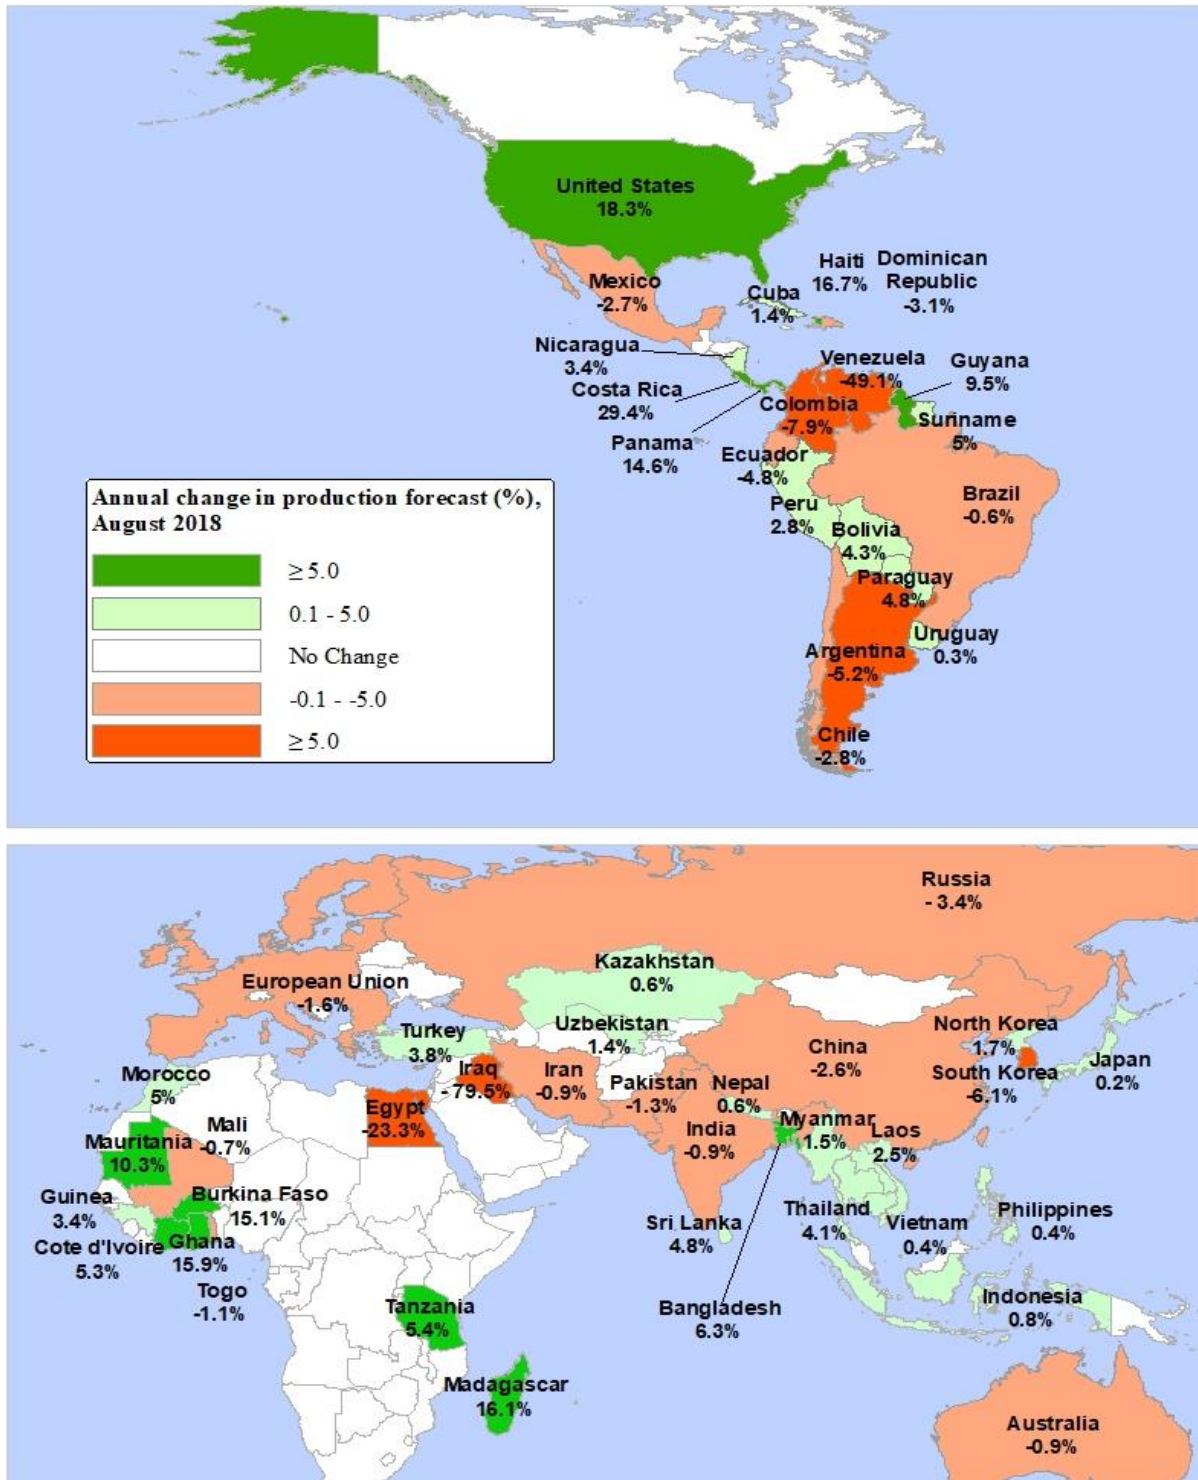 United States
18.3%
Mexico
-2.7%
Cuba
1.4%
Haiti
16.7%
Dominican
Republic
-3.1%
Nicaragua
3.4%
Costa Rica
29.4%
Panama
14.6%
Venezuela
-49.1%
Guyana
9.5%
Colombia
-7.9%
Suriname
5%
Ecuador
-4.8%
Peru
2.8%
Brazil
-0.6%
Bolivia
4.3%
Paraguay
4.8%
Uruguay
0.3%
Argentina
-5.2%
Chile
-2.8%
Annual change in production forecast (%),
August 2018
≥ 5.0
0.1 - 5.0
No Change
-0.1 - -5.0
≥ 5.0
Russia
- 3.4%
European Union
-1.6%
Kazakhstan
0.6%
Turkey
3.8%
Uzbekistan
1.4%
North Korea
1.7%
China
-2.6%
Japan
0.2%
South Korea
-6.1%
Morocco
5%
Iraq
- 79.5%
Iran
-0.9%
Pakistan
-1.3%
Nepal
0.6%
Egypt
-23.3%
Mali
-0.7%
Mauritania
10.3%
India
-0.9%
Myanmar
1.5%
Laos
2.5%
Guinea
3.4%
Burkina Faso
15.1%
Cote d'Ivoire
5.3%
Ghana
15.9%
Togo
-1.1%
Sri Lanka
4.8%
Thailand
4.1%
Vietnam
0.4%
Philippines
0.4%
Tanzania
5.4%
Bangladesh
6.3%
Indonesia
0.8%
Madagascar
16.1%
Australia
-0.9%